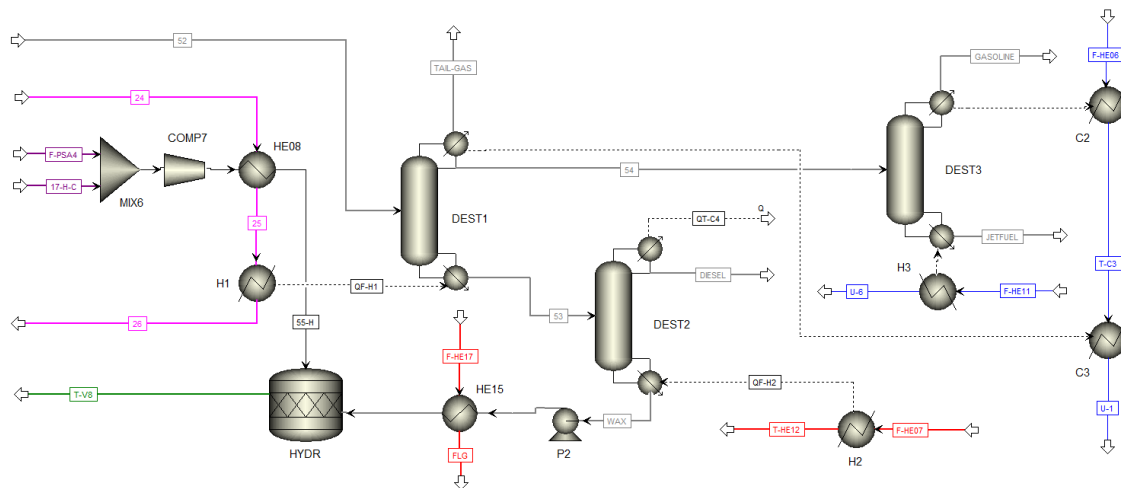 52
TAIL-GAS
GASOLINE
F-HE06
24
C2
COMP7
HE08
F-PSA4
17-H-C
MIX6
54
DEST3
DEST1
25
QT-C4
Q
JETFUEL
H3
T-C3
H1
QF-H1
DIESEL
U-6
F-HE11
26
55-H
53
DEST2
F-HE17
C3
QF-H2
T-V8
HE15
U-1
WAX
T-HE12
F-HE07
HYDR
FLG
P2
H2